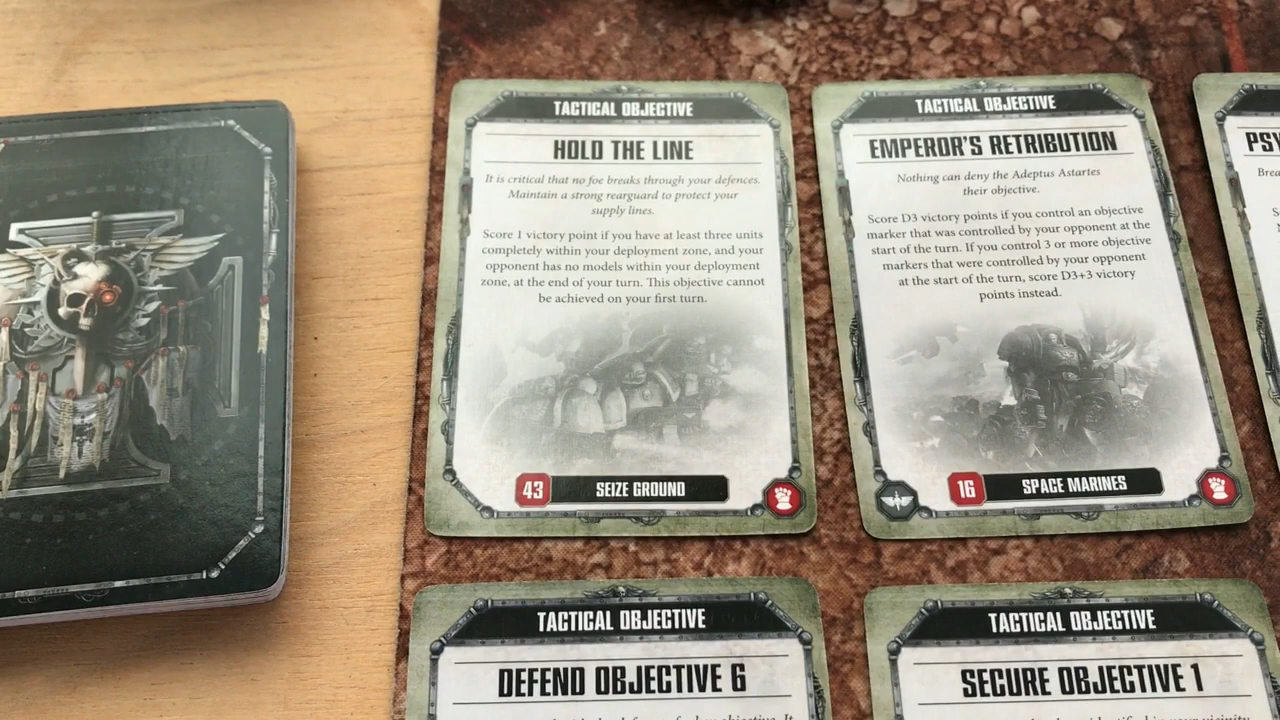 TACTICAL OBJECTIVE
HOLD THE LINE
It is critical that no foe breaks through your defences.
Maintain a strong rearguard to protect your
supply lines.
Score 1 victory point if you have at least three units
completely within your deployment zone, and your
opponent has no models within your deployment
zone, at the end of your turn. This objective cannot
be achieved on your first turn.
43
SEIZE GROUND
TACTICAL OBJECTIVE
EMPEROR'S RETRIBUTION
Nothing can deny the Adeptus Astartes
their objective.
Score D3 victory points if you control an objective
marker that was controlled by your opponent at the
start of the turn. If you control 3 or more objective
markers that were controlled by your opponent
at the start of the turn, score D3+3 victory
points instead.
16
SPACE MARINES
PSY
Brea
TACTICAL OBJECTIVE
DEFEND OBJECTIVE 6
TACTICAL OBJECTIVE
SECURE OBJECTIVE 1